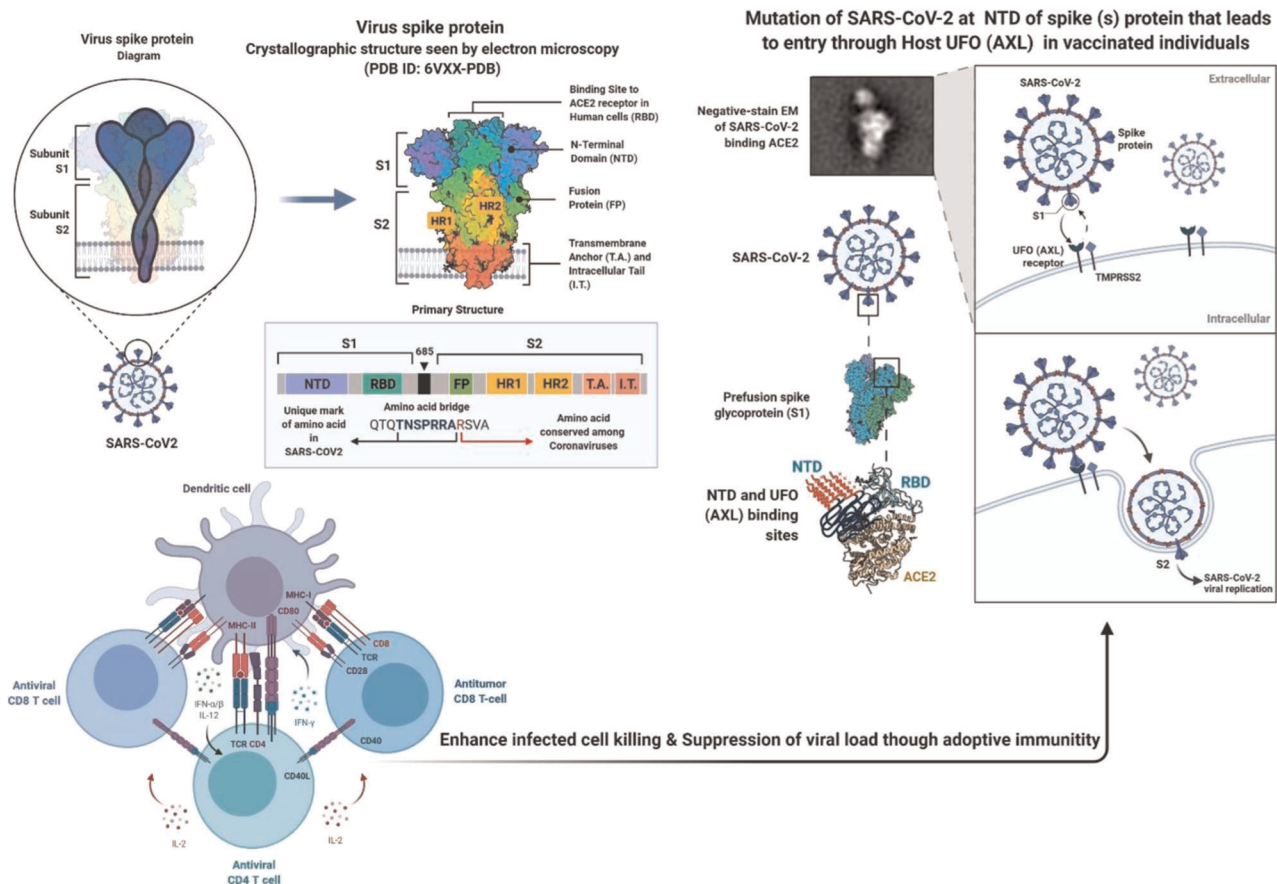 Virus spike protein
Diagram
Subunit
S1
Subunit
S2
SARS-CoV2
Virus spike protein
Crystallographic structure seen by electron microscopy
(PDB ID: 6VXX-PDB)
S1
S2
HR1
HR2
Binding Site to
ACE2 receptor in
Human cells (RBD)
N-Terminal
Domain (NTD)
Fusion
Protein (FP)
Transmembrane
Anchor (T.A.) and
Intracellular Tail
(I.T.)
Primary Structure
S1
685
S2
NTD
RBD
FP
HR1
HR2
T.A.
I.T.
Unique mark
of amino acid
in
SARS-COV2
Amino acid bridge
QTQTNSPRRARSVA
Amino acid
conserved among
Coronaviruses
Mutation of SARS-CoV-2 at NTD of spike (s) protein that leads
to entry through Host UFO (AXL) in vaccinated individuals
Negative-stain EM
of SARS-CoV-2
binding ACE2
SARS-CoV-2
Prefusion spike
glycoprotein (S1)
NTD and UFO
(AXL) binding
sites
NTD
RBD
ACE2
Extracellular
SARS-CoV-2
Spike
protein
S1
UFO (AXL)
receptor
TMPRSS2
Intracellular
S2
SARS-CoV-2
viral replication
Dendritic cell
MHC-I
CD80
MHC-II
CD8
TCR
CD28
Antiviral
CD8 T cell
IFN-α/β
IL-12
IFN-γ
Antitumor
CD8 T-cell
CD40
TCR CD4
CD40L
IL-2
IL-2
Antiviral
CD4 T cell
Enhance infected cell killing & Suppression of viral load though adoptive immunitity